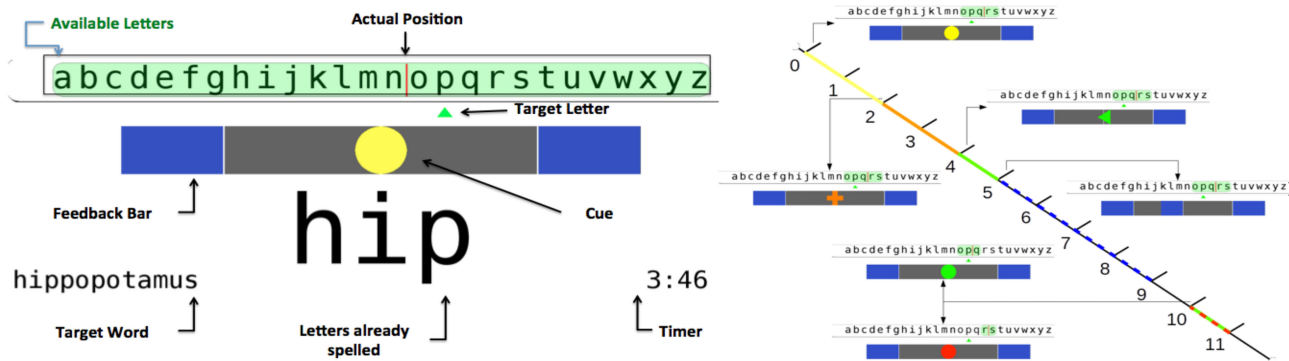 Available Letters
Actual Position
abcdefghijklmnopqrstuvwxyz
Target Letter
Feedback Bar
Cue
hip
hippopotamus
3:46
Target Word
Letters already
spelled
Timer
abcdefghijklmnopqrstuvwxyz
0
1
abcdefghijklmnopqrstuvwxyz
2
3
4
abcdefghijklmnopqrstuvwxyz
5
abcdefghijklmnopqrstuvwxyz
6
7
abcdefghijklmnopqrstuvwxyz
8
9
10
abcdefghijklmnopqrstuvwxyz
11